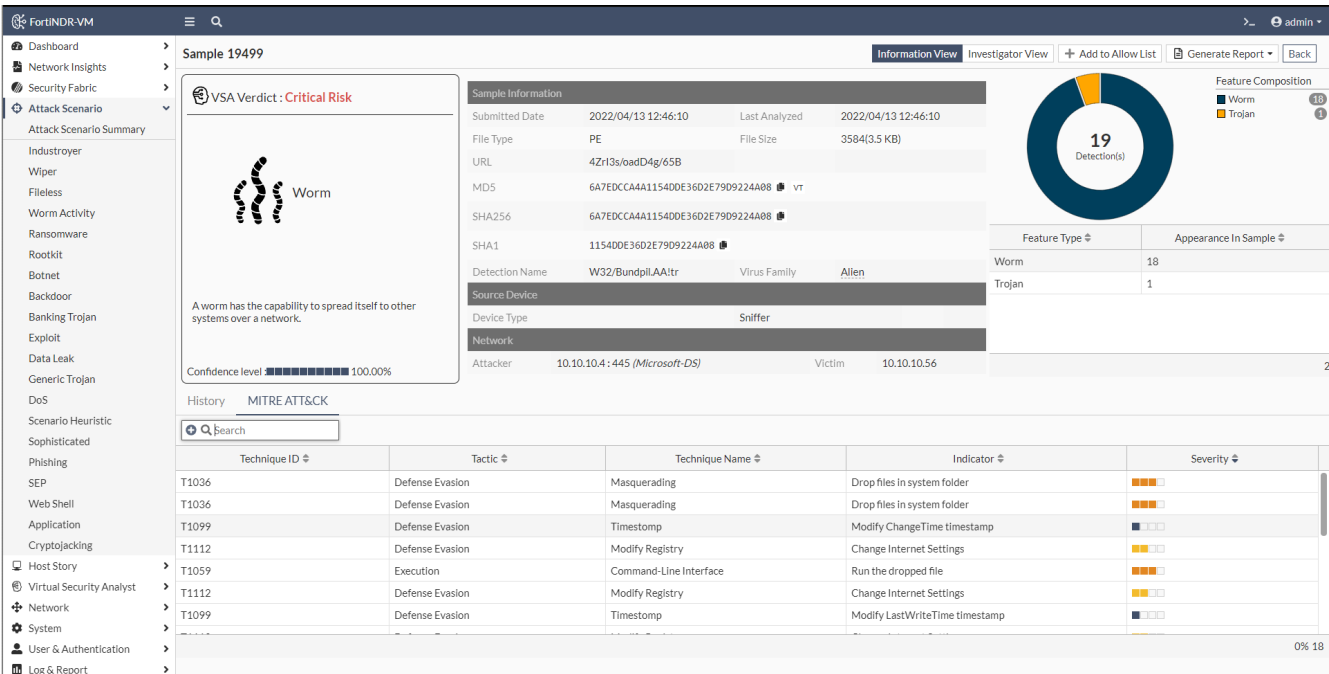 FortiNDR-VM
>_ admin
Dashboard
Network Insights
Security Fabric
Attack Scenario
Attack Scenario Summary
Industroyer
Wiper
Fileless
Worm Activity
Ransomware
Rootkit
Botnet
Backdoor
Banking Trojan
Exploit
Data Leak
Generic Trojan
DoS
Scenario Heuristic
Sophisticated
Phishing
SEP
Web Shell
Application
Cryptojacking
Host Story
Virtual Security Analyst
Network
System
User & Authentication
Log & Report
Sample 19499
Information View Investigator View Add to Allow List Generate Report Back
VSA Verdict : Critical Risk
Worm
A worm has the capability to spread itself to other
systems over a network.
Confidence level : 100.00%
Sample Information
Submitted Date 2022/04/13 12:46:10 Last Analyzed 2022/04/13 12:46:10
File Type PE File Size 3584(3.5 KB)
URL 4ZrI3s/oadD4g/65B
MD5 6A7EDCCA4A1154DDE36D2E79D9224A08 VT
SHA256 6A7EDCCA4A1154DDE36D2E79D9224A08
SHA1 1154DDE36D2E79D9224A08
Detection Name W32/Bundpil.AA!tr Virus Family Alien
Source Device
Device Type Sniffer
Network
Attacker 10.10.10.4 : 445 (Microsoft-DS) Victim 10.10.10.56
19
Detection(s)
Feature Composition
Worm 18
Trojan 1
Feature Type Appearance In Sample
Worm 18
Trojan 1
2
History MITRE ATT&CK
Search
Technique ID Tactic Technique Name Indicator Severity
T1036 Defense Evasion Masquerading Drop files in system folder
T1036 Defense Evasion Masquerading Drop files in system folder
T1099 Defense Evasion Timestomp Modify ChangeTime timestamp
T1112 Defense Evasion Modify Registry Change Internet Settings
T1059 Execution Command-Line Interface Run the dropped file
T1112 Defense Evasion Modify Registry Change Internet Settings
T1099 Defense Evasion Timestomp Modify LastWriteTime timestamp
0% 18